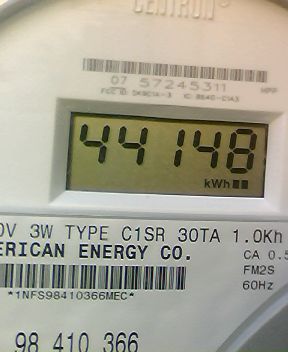 CENTRON
07 57245311
44148
kWh
0V 3W TYPE C1SR 30TA 1.0Kh
ERICAN ENERGY CO.
CA 0.5
FM2S
60Hz
*1NFS98410366MEC*
98 410 366